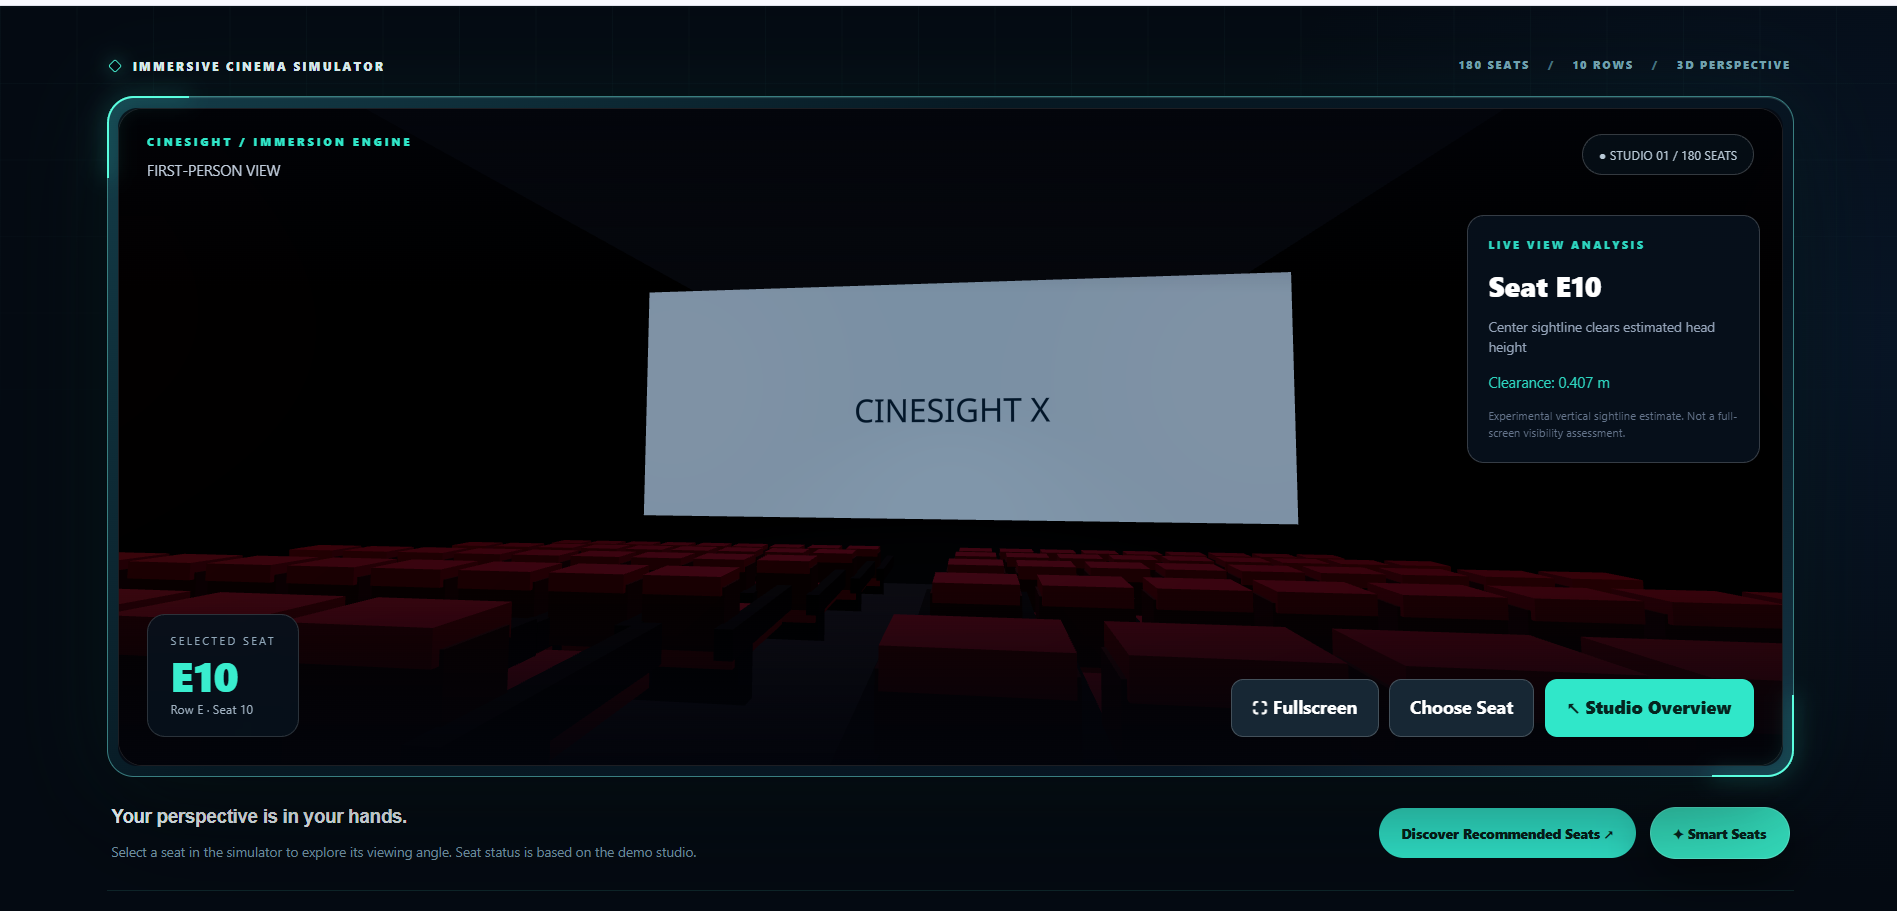 ◇ IMMERSIVE CINEMA SIMULATOR
180 SEATS / 10 ROWS / 3D PERSPECTIVE
CINESIGHT / IMMERSION ENGINE
FIRST-PERSON VIEW
● STUDIO 01 / 180 SEATS
LIVE VIEW ANALYSIS
Seat E10
Center sightline clears estimated head
height
Clearance: 0.407 m
Experimental vertical sightline estimate. Not a full-
screen visibility assessment.
CINESIGHT X
SELECTED SEAT
E10
Row E · Seat 10
⛶ Fullscreen
Choose Seat
↖ Studio Overview
Your perspective is in your hands.
Select a seat in the simulator to explore its viewing angle. Seat status is based on the demo studio.
Discover Recommended Seats ↗
✦ Smart Seats